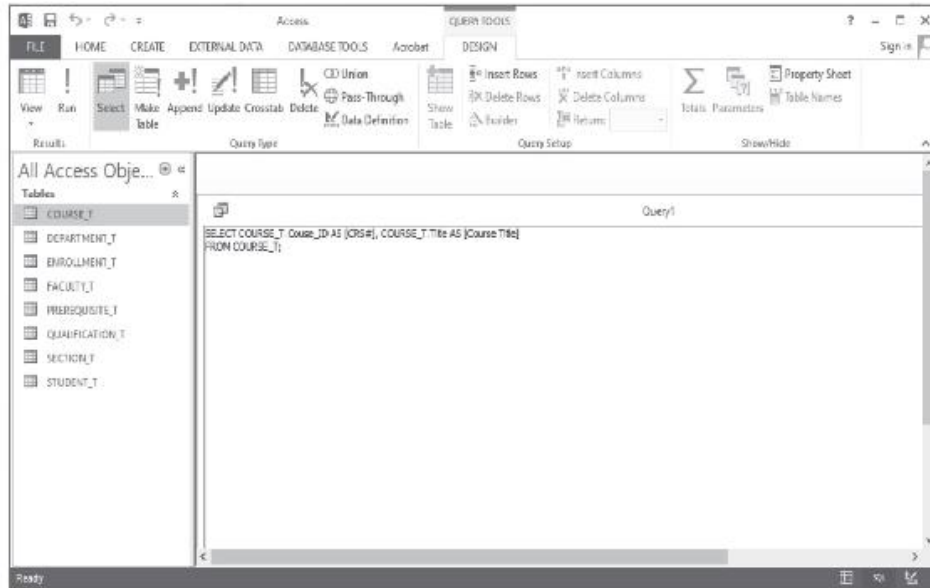 Access
QUERY TOOLS
?
FILE HOME CREATE EXTERNAL DATA DATABASE TOOLS Acrobat DESIGN
Sign in
View
Run
Select
Make Table
Append
Update
Crosstab
Delete
Union
Pass-Through
Data Definition
Show Table
Insert Rows
Delete Rows
Builder
Insert Columns
Delete Columns
Return:
Totals
Parameters
Property Sheet
Table Names
Results
Query Type
Query Setup
Show/Hide
All Access Obje...
Tables
COURSE_T
DEPARTMENT_T
ENROLLMENT_T
FACULTY_T
PREREQUISITE_T
QUALIFICATION_T
SECTION_T
STUDENT_T
Query1
SELECT COURSE_T.Couse_ID AS [CRS#], COURSE_T.Title AS [Course Title]
FROM COURSE_T;
Ready